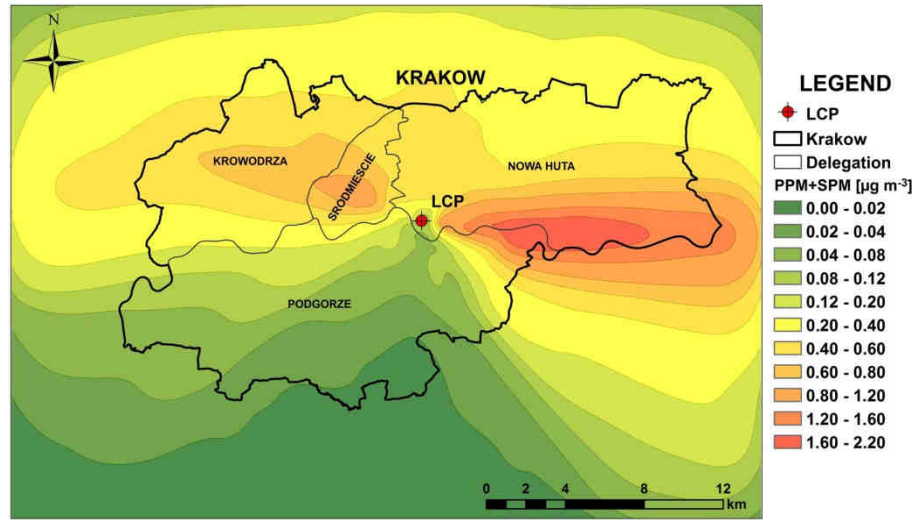 N
KRAKOW
KROWODRZA
SRODMIESCIE
NOWA HUTA
LCP
PODGORZE
0 2 4 8 12
km
LEGEND
LCP
Krakow
Delegation
PPM+SPM [µg m-3]
0.00 - 0.02
0.02 - 0.04
0.04 - 0.08
0.08 - 0.12
0.12 - 0.20
0.20 - 0.40
0.40 - 0.60
0.60 - 0.80
0.80 - 1.20
1.20 - 1.60
1.60 - 2.20